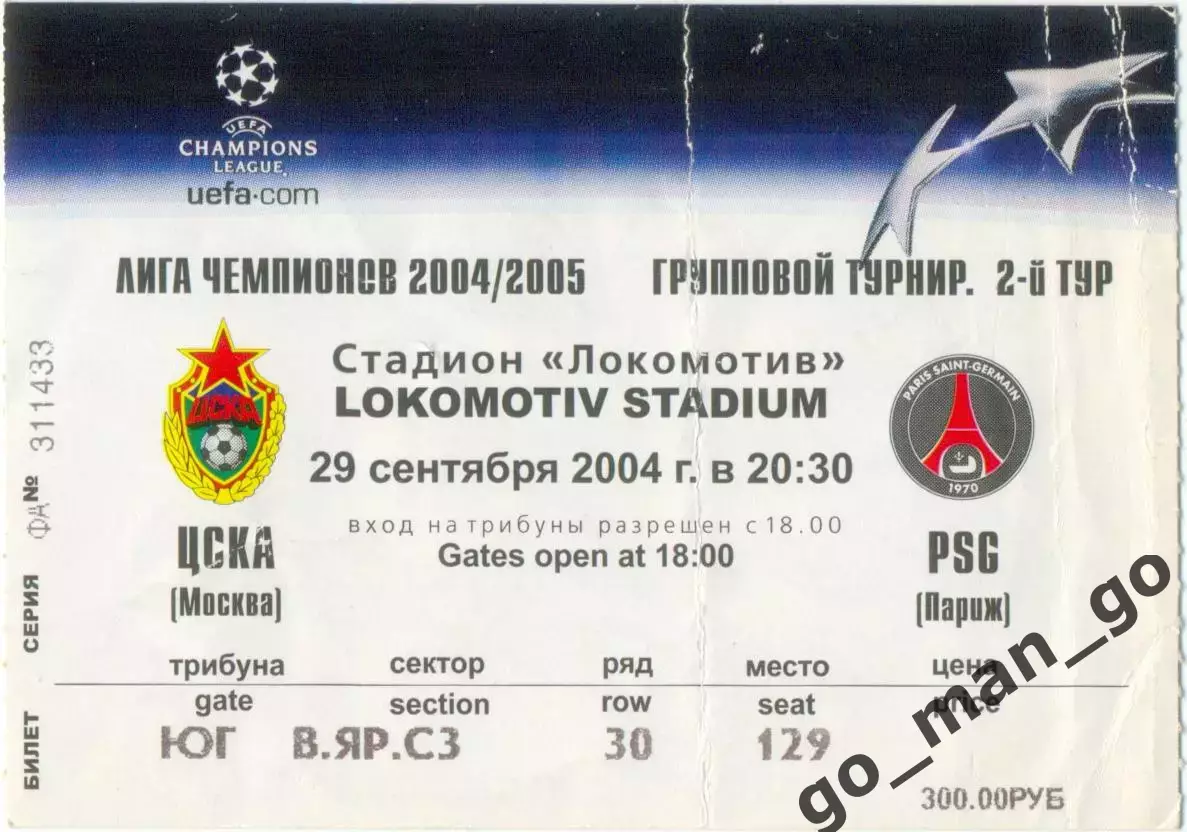 UEFA
CHAMPIONS
LEAGUE
uefa.com
ЛИГА ЧЕМПИОНОВ 2004/2005 ГРУППОВОЙ ТУРНИР. 2-й ТУР
Стадион «Локомотив»
LOKOMOTIV STADIUM
29 сентября 2004 г. в 20:30
вход на трибуны разрешен с 18.00
Gates open at 18:00
ЦСКА
ЦСКА
(Москва)
PARIS SAINT-GERMAIN
1970
PSG
(Париж)
трибуна сектор ряд место цена
gate section row seat price
ЮГ В.ЯР.С3 30 129
300.00РУБ
БИЛЕТ СЕРИЯ ФД№ 311433
go_man_go